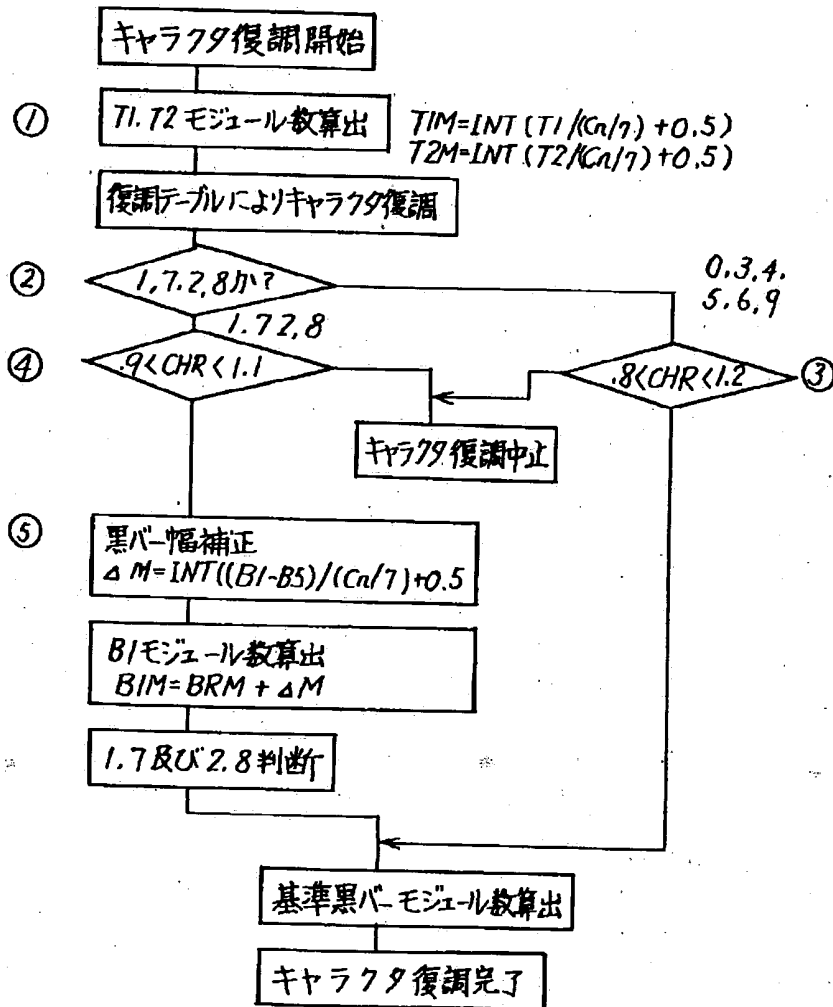 キャラクタ復調開始
①
T1.T2モジュール数算出
T1M=INT(T1/(Cn/7)+0.5)
T2M=INT(T2/(Cn/7)+0.5)
復調テーブルによりキャラクタ復調
②
1,7.2,8か?
0.3.4.
5.6.9
1.72,8
④
.9<CHR<1.1
.8<CHR<1.2
③
キャラクタ復調中止
⑤
黒バー幅補正
△M=INT((B1-BS)/(Cn/7)+0.5
B1モジュール数算出
B1M=BRM+△M
1.7及び2.8判断
基準黒バーモジュール数算出
キャラクタ復調完了